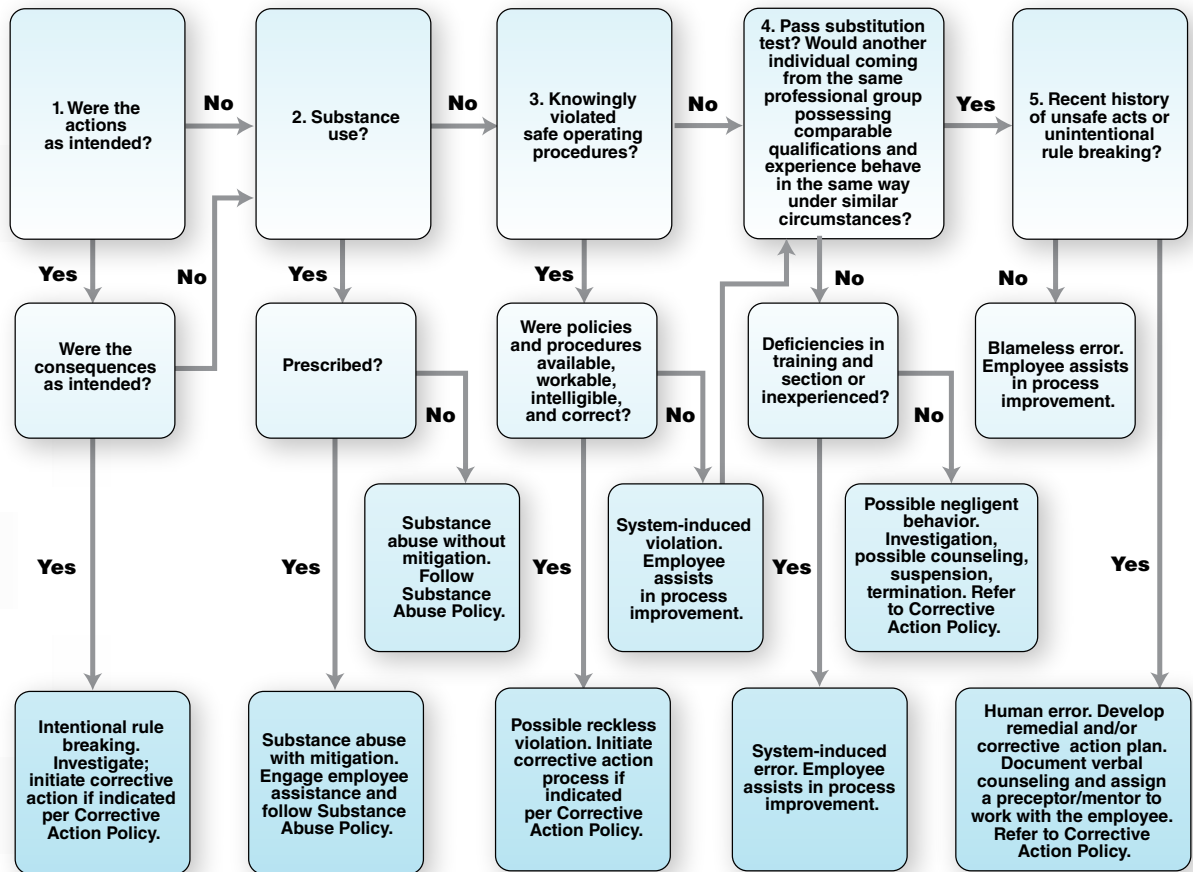 1. Were the
actions
as intended?
No
2. Substance
use?
No
3. Knowingly
violated
safe operating
procedures?
No
4. Pass substitution
test? Would another
individual coming
from the same
professional group
possessing
comparable
qualifications and
experience behave
in the same way
under similar
circumstances?
Yes
5. Recent history
of unsafe acts or
unintentional
rule breaking?
Yes
No
Yes
Yes
No
No
Were the
consequences
as intended?
Prescribed?
No
Were policies
and procedures
available,
workable,
intelligible,
and correct?
No
Deficiencies in
training and
section or
inexperienced?
No
Blameless error.
Employee assists
in process
improvement.
Yes
Yes
Substance
abuse without
mitigation.
Follow
Substance
Abuse Policy.
Yes
System-induced
violation.
Employee
assists
in process
improvement.
Yes
Possible negligent
behavior.
Investigation,
possible counseling,
suspension,
termination. Refer
to Corrective
Action Policy.
Yes
Intentional rule
breaking.
Investigate;
initiate corrective
action if indicated
per Corrective
Action Policy.
Substance abuse
with mitigation.
Engage employee
assistance and
follow Substance
Abuse Policy.
Possible reckless
violation. Initiate
corrective action
process if
indicated
per Corrective
Action Policy.
System-induced
error. Employee
assists in process
improvement.
Human error. Develop
remedial and/or
corrective action plan.
Document verbal
counseling and assign
a preceptor/mentor to
work with the employee.
Refer to Corrective
Action Policy.